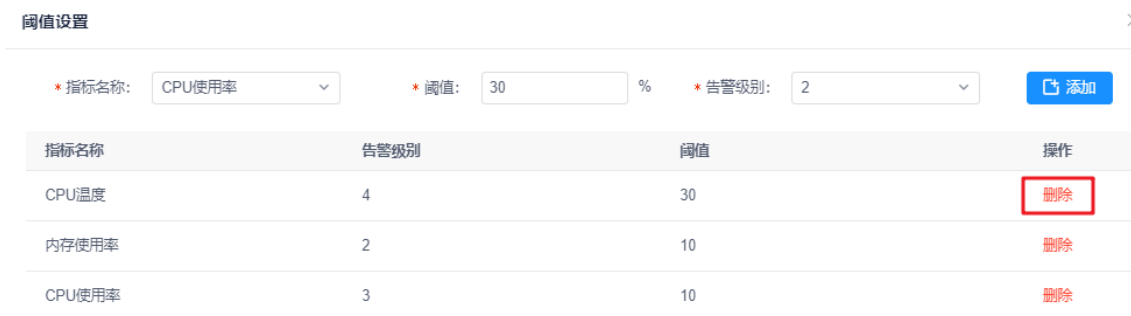 阈值设置
* 指标名称: CPU使用率 * 阈值: 30 % * 告警级别: 2 添加
指标名称 告警级别 阈值 操作
CPU温度 4 30 删除
内存使用率 2 10 删除
CPU使用率 3 10 删除